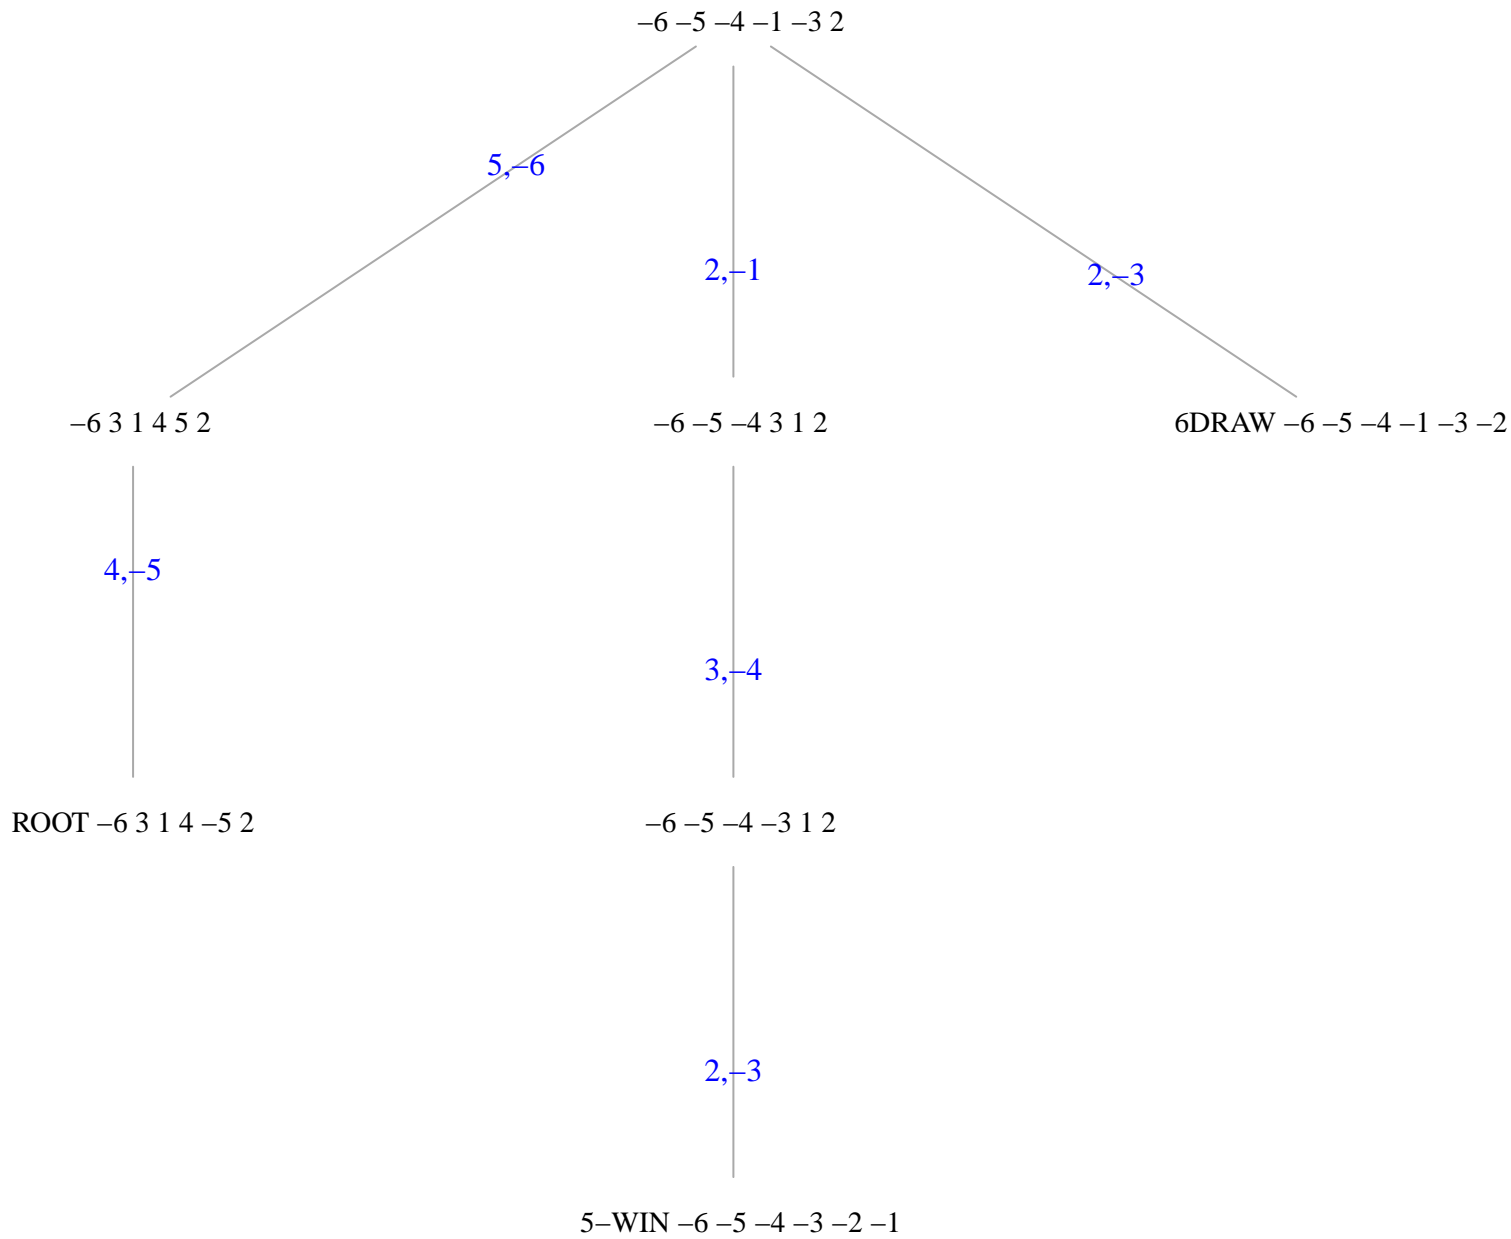 –6 –5 –4 –1 –3 2
5,–6
2,–1
2,–3
–6 3 1 4 5 2
–6 –5 –4 3 1 2
6DRAW –6 –5 –4 –1 –3 –2
4,–5
3,–4
ROOT –6 3 1 4 –5 2
–6 –5 –4 –3 1 2
2,–3
5–WIN –6 –5 –4 –3 –2 –1